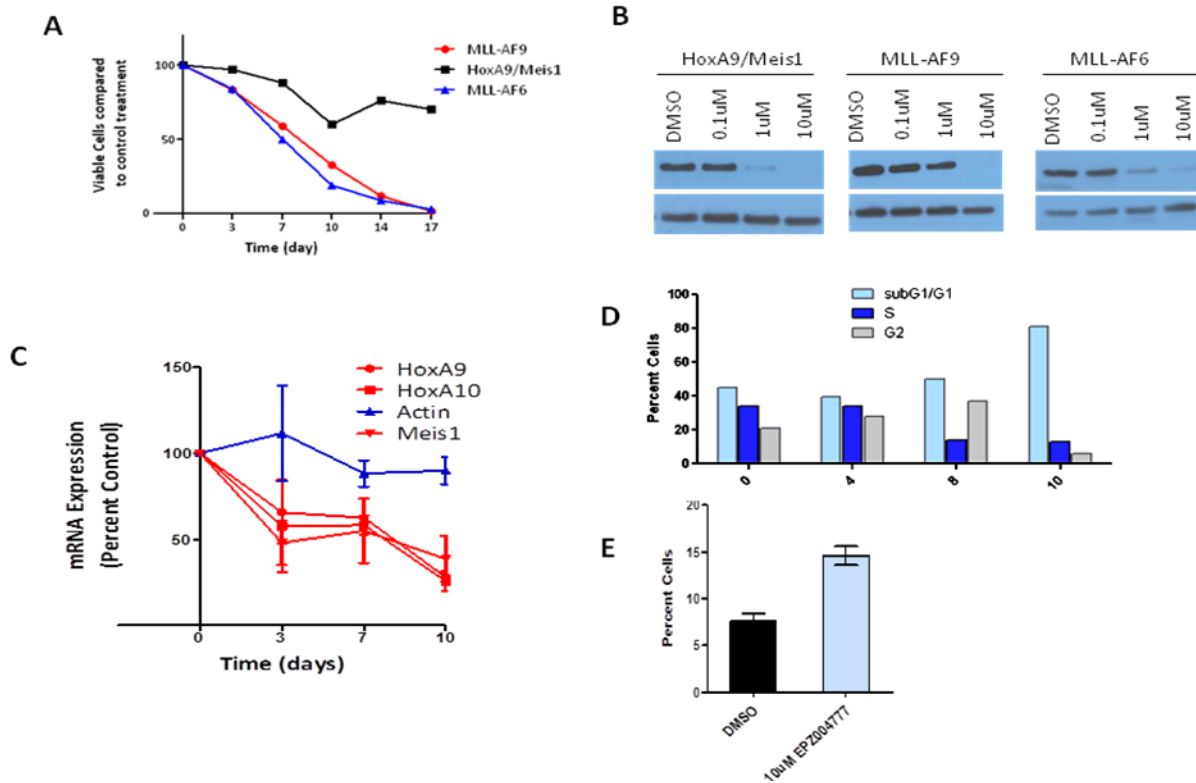 A
Viable Cells compared
to control treatment
100
50
0
MLL-AF9
HoxA9/Meis1
MLL-AF6
0 3 7 10 14 17
Time (day)
B
HoxA9/Meis1 MLL-AF9 MLL-AF6
DMSO 0.1uM 1uM 10uM DMSO 0.1uM 1uM 10uM DMSO 0.1uM 1uM 10uM
C
mRNA Expression
(Percent Control)
150
100
50
HoxA9
HoxA10
Actin
Meis1
0 3 7 10
Time (days)
D
Percent Cells
100
80
60
40
20
0
subG1/G1
S
G2
0 4 8 10
E
Percent Cells
20
15
10
5
0
DMSO
10uM EPZ004777